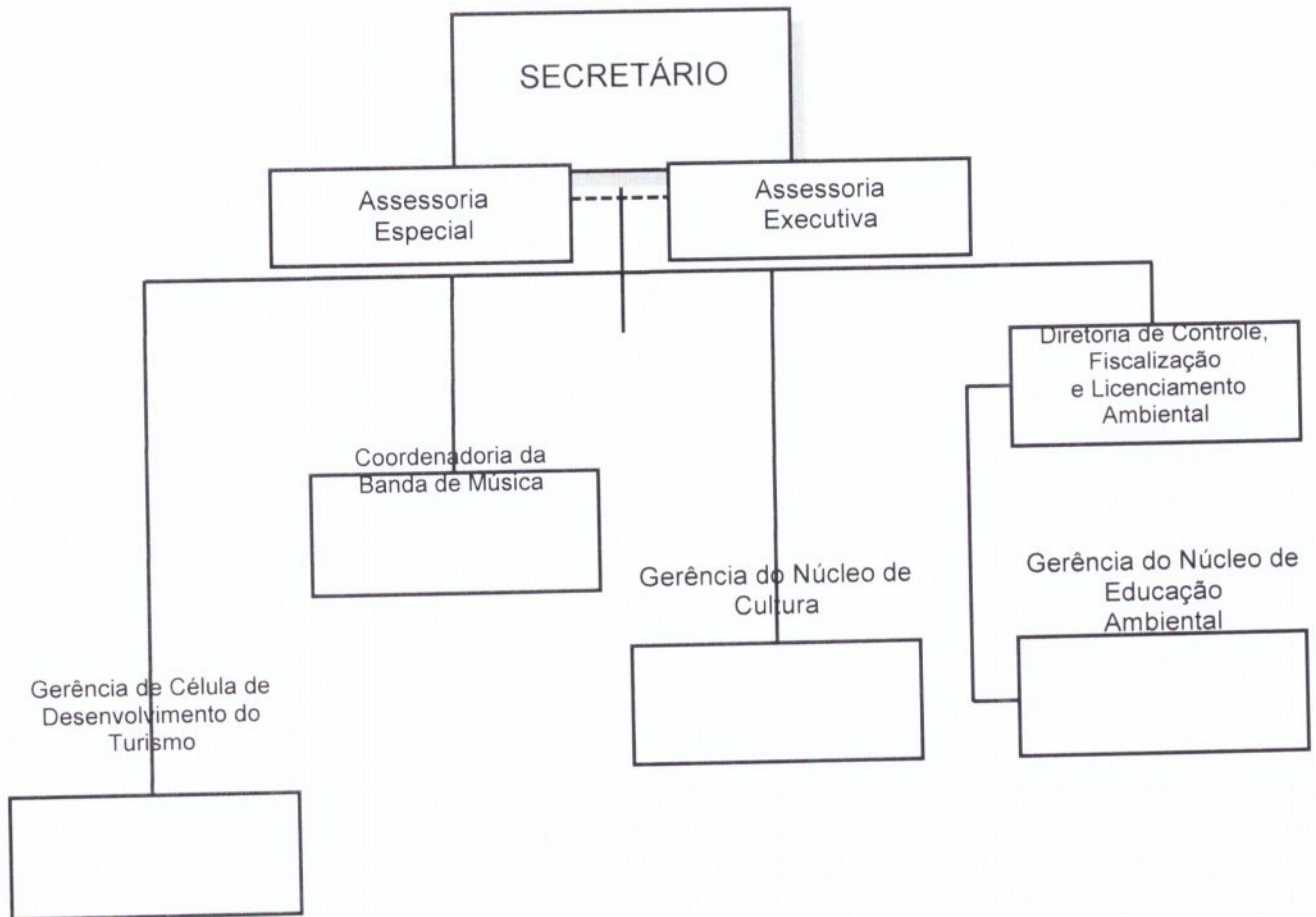 SECRETÁRIO
Assessoria
Especial
Assessoria
Executiva
Diretoria de Controle,
Fiscalização
e Licenciamento
Ambiental
Coordenadoria da
Banda de Música
Gerência do Núcleo de
Cultura
Gerência do Núcleo de
Educação
Ambiental
Gerência de Célula de
Desenvolvimento do
Turismo